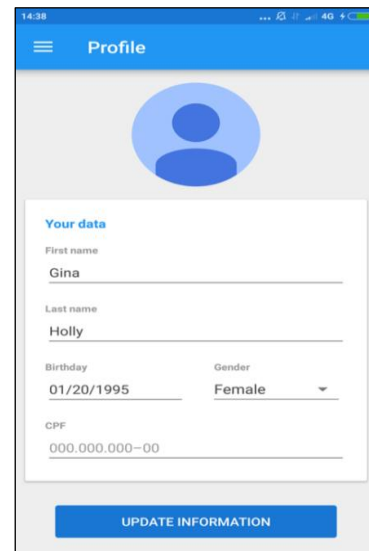 14:38 ... 4G
Profile
Your data
First name
Gina
Last name
Holly
Birthday Gender
01/20/1995 Female
CPF
000.000.000-00
UPDATE INFORMATION